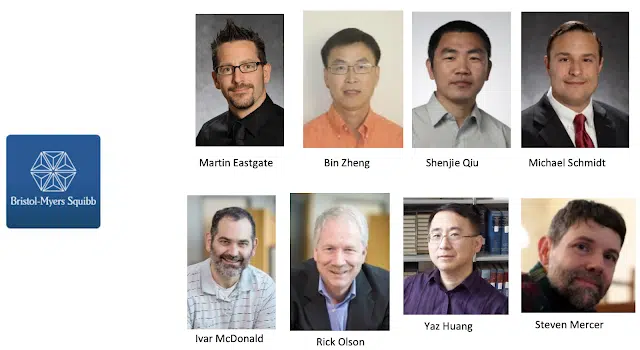 Martin Eastgate
Bin Zheng
Shenjie Qiu
Michael Schmidt
Bristol-Myers Squibb
Ivar McDonald
Rick Olson
Yaz Huang
Steven Mercer